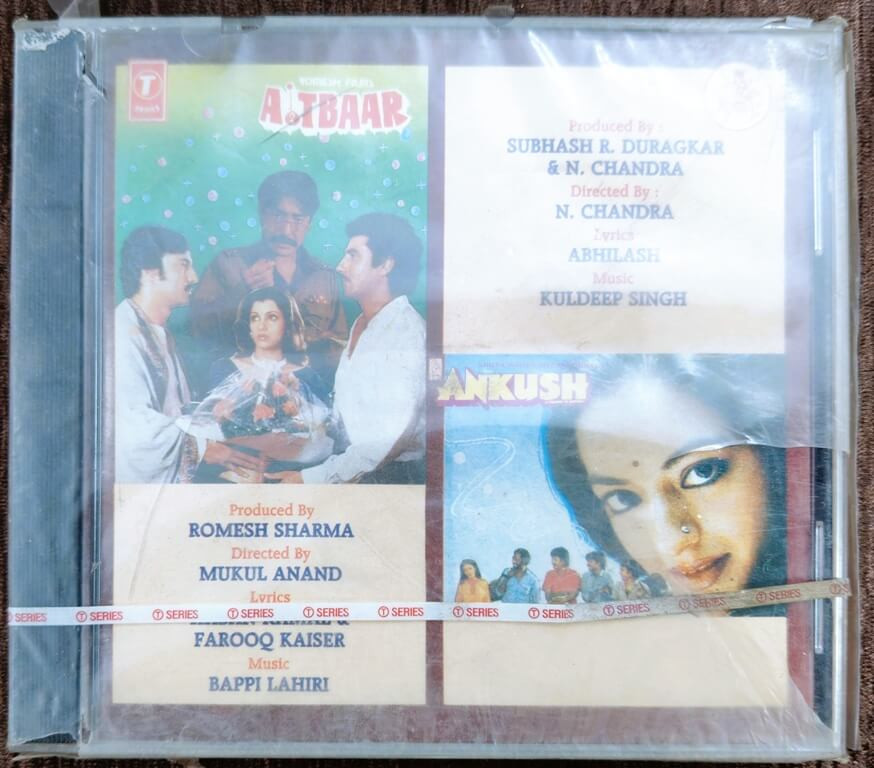 T
SERIES
ROMESH FILMS
AITBAAR
Produced By
ROMESH SHARMA
Directed By
MUKUL ANAND
Lyrics
FAROOQ KAISER
Music
BAPPI LAHIRI
Produced By :
SUBHASH R. DURAGKAR
& N. CHANDRA
Directed By :
N. CHANDRA
Lyrics
ABHILASH
Music
KULDEEP SINGH
ANKUSH
SERIES T SERIES T SERIES T SERIES T SERIES T SERIES T SERIES T SERIES T SERIES T SERIES T SERIES